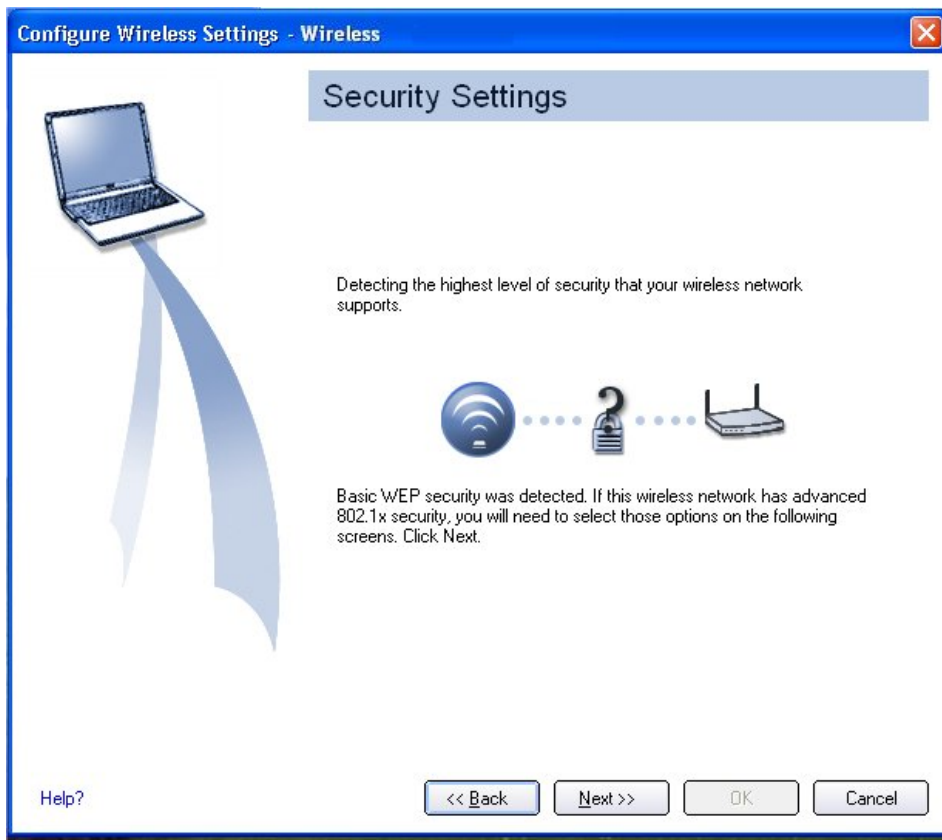 Configure Wireless Settings - Wireless
Security Settings
Detecting the highest level of security that your wireless network
supports.
Basic WEP security was detected. If this wireless network has advanced
802.1x security, you will need to select those options on the following
screens. Click Next.
Help?
<< Back
Next >>
OK
Cancel